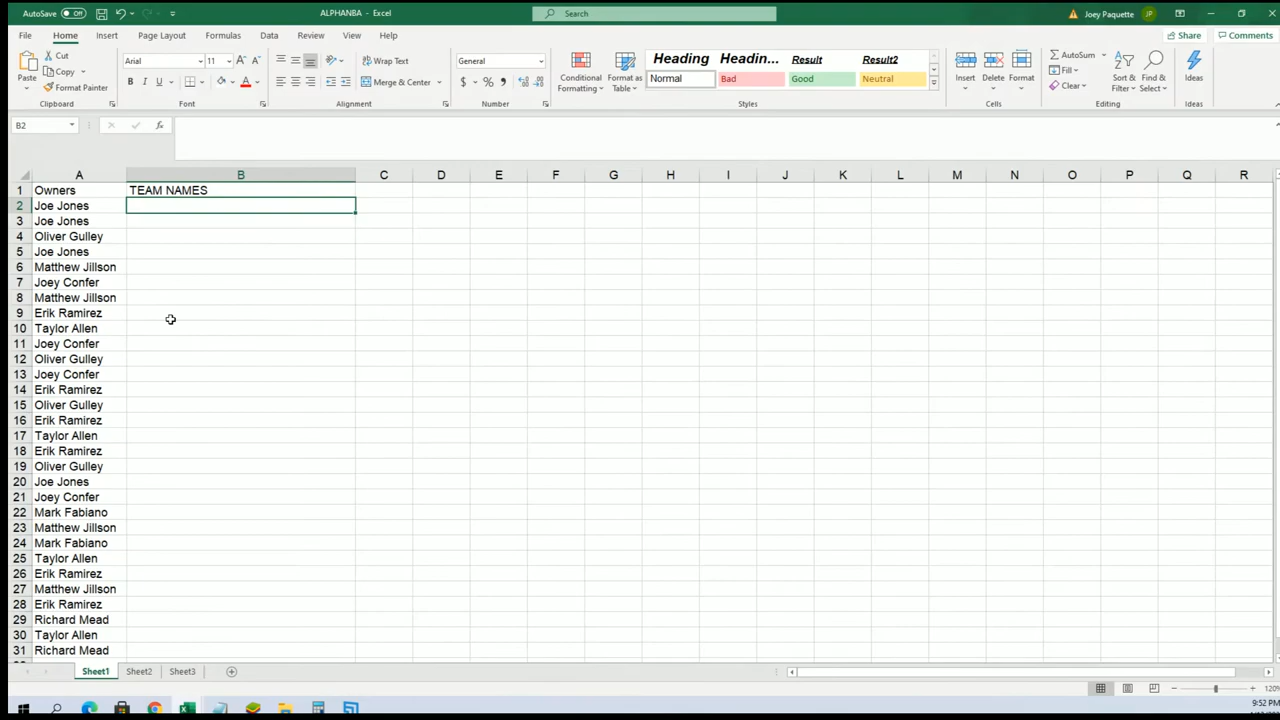 AutoSave Off ALPHANBA - Excel Search Joey Paquette JP
File Home Insert Page Layout Formulas Data Review View Help Share Comments
Paste Cut Copy Format Painter Clipboard
Arial 11 A A B I U A Font
Wrap Text Merge & Center Alignment
General $ % Number
Conditional Formatting Format as Table
Heading Headin... Result Result2
Normal Bad Good Neutral Styles
Insert Delete Format Cells
AutoSum Fill Clear Sort & Filter Find & Select Editing
Ideas Ideas
B2 fx
A B C D E F G H I J K L M N O P Q R
1 Owners TEAM NAMES
2 Joe Jones
3 Joe Jones
4 Oliver Gulley
5 Joe Jones
6 Matthew Jillson
7 Joey Confer
8 Matthew Jillson
9 Erik Ramirez
10 Taylor Allen
11 Joey Confer
12 Oliver Gulley
13 Joey Confer
14 Erik Ramirez
15 Oliver Gulley
16 Erik Ramirez
17 Taylor Allen
18 Erik Ramirez
19 Oliver Gulley
20 Joe Jones
21 Joey Confer
22 Mark Fabiano
23 Matthew Jillson
24 Mark Fabiano
25 Taylor Allen
26 Erik Ramirez
27 Matthew Jillson
28 Erik Ramirez
29 Richard Mead
30 Taylor Allen
31 Richard Mead
Sheet1 Sheet2 Sheet3
120%
9:52 PM